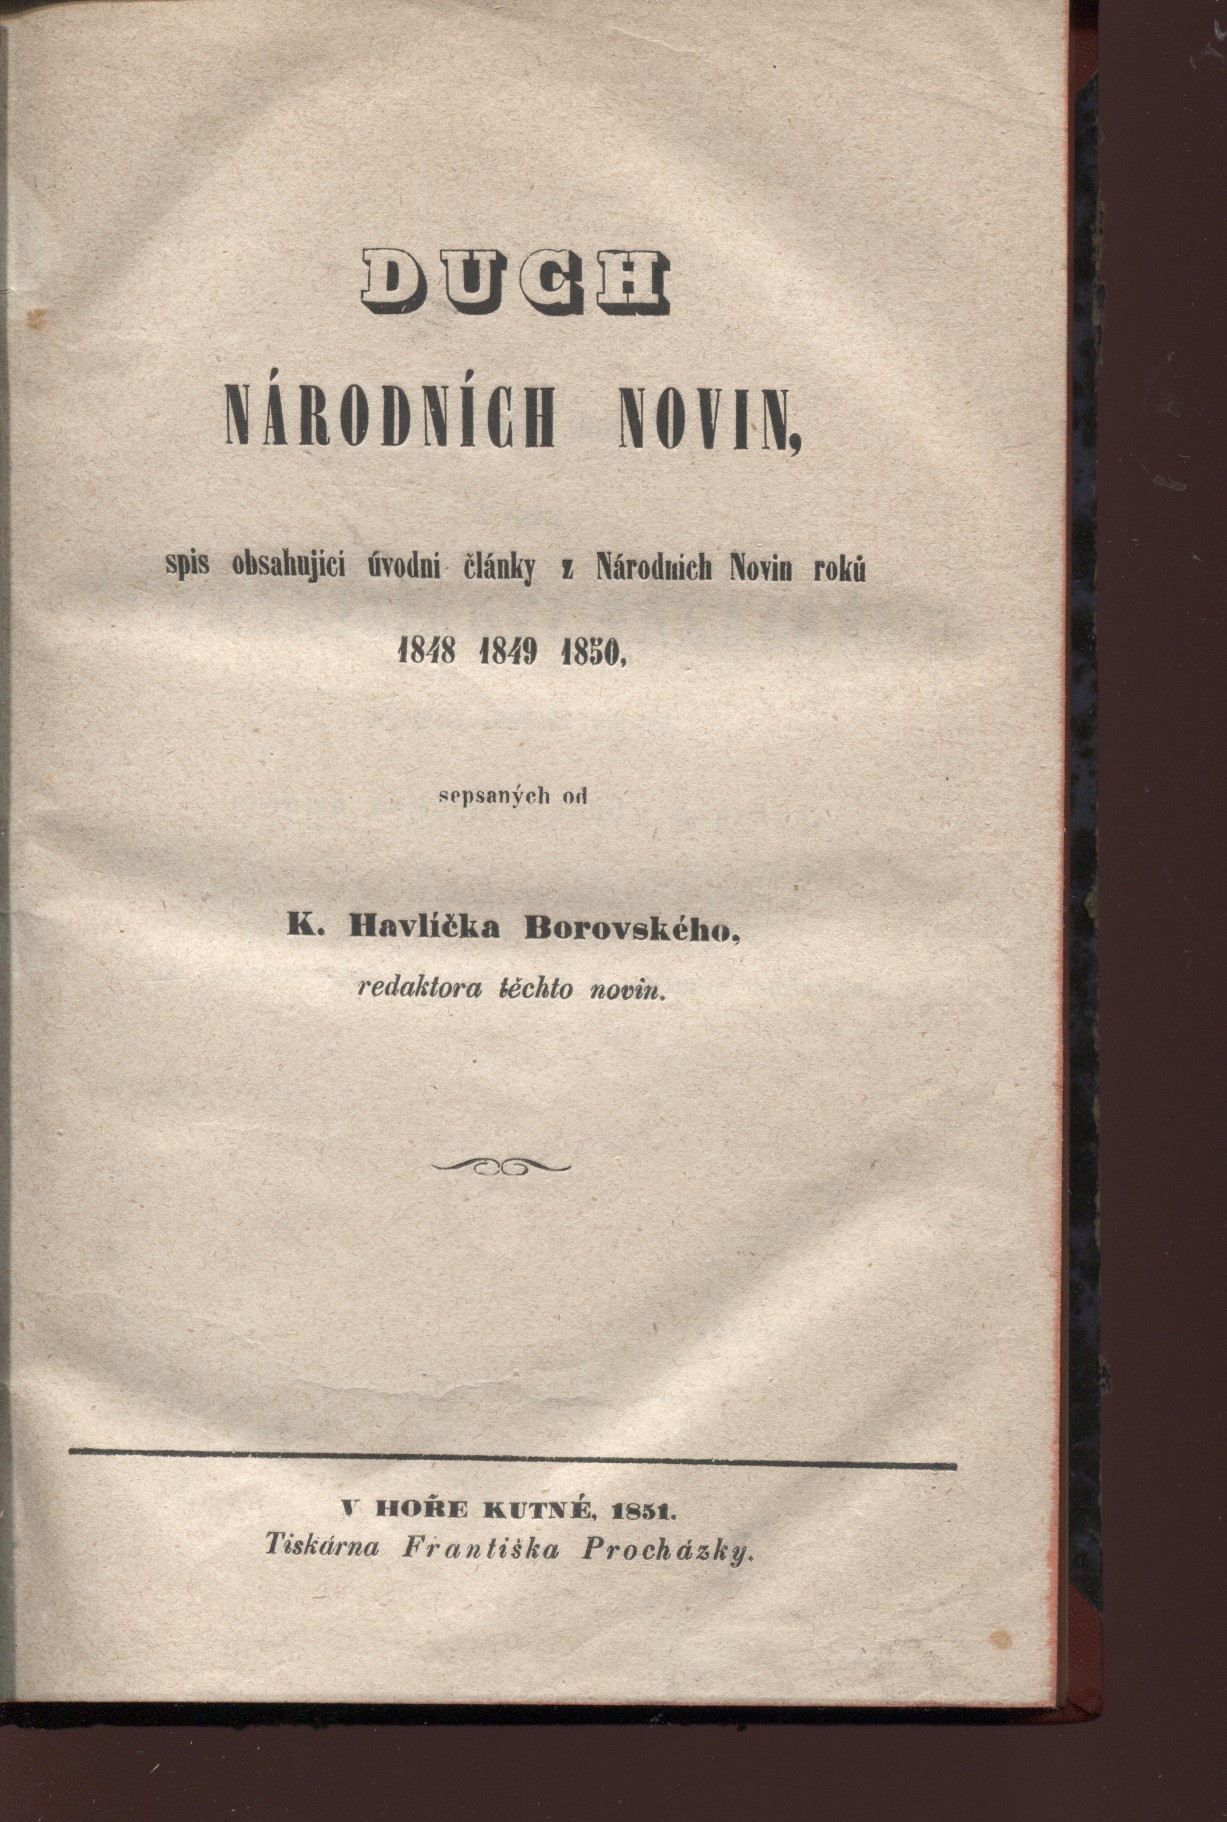 DUCH
NÁRODNÍCH NOVIN,
spis obsahující úvodní články z Národních Novin roků
1848 1849 1850,
sepsaných od
K. Havlíčka Borovského,
redaktora těchto novin.
V HOŘE KUTNÉ, 1851.
Tiskárna Františka Procházky.